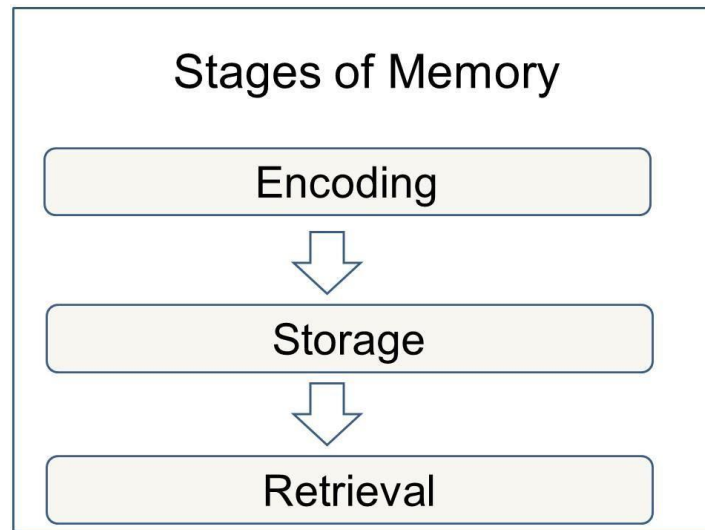 Stages of Memory
Encoding
Storage
Retrieval